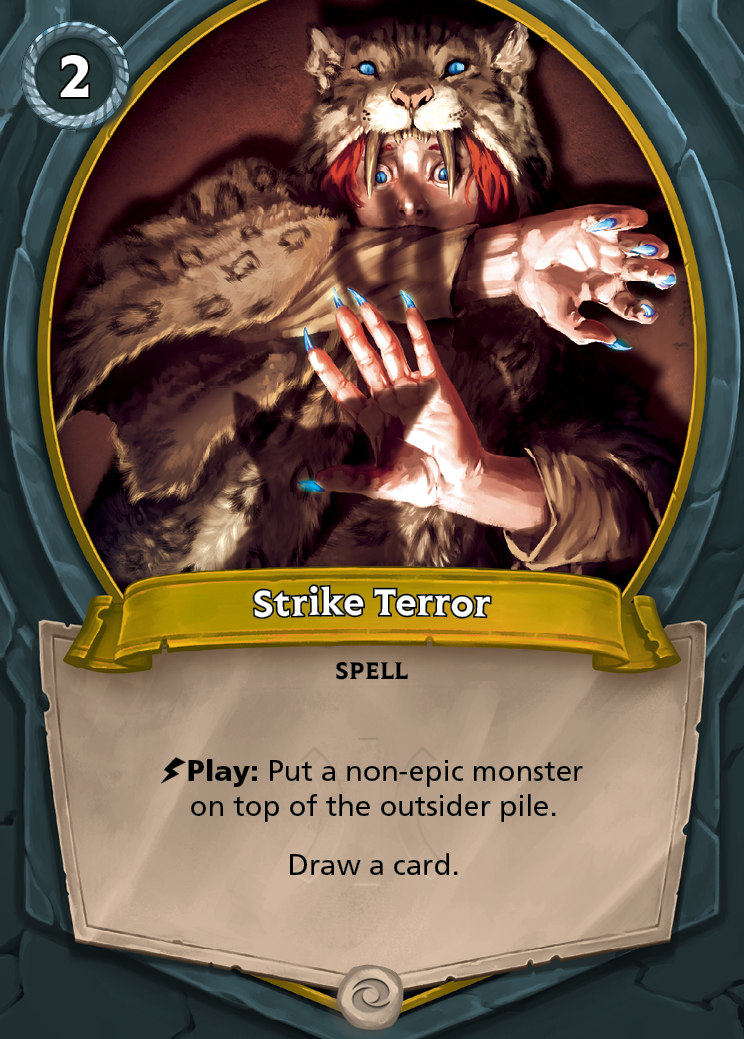 2
Strike Terror
SPELL
Play: Put a non-epic monster
on top of the outsider pile.
Draw a card.